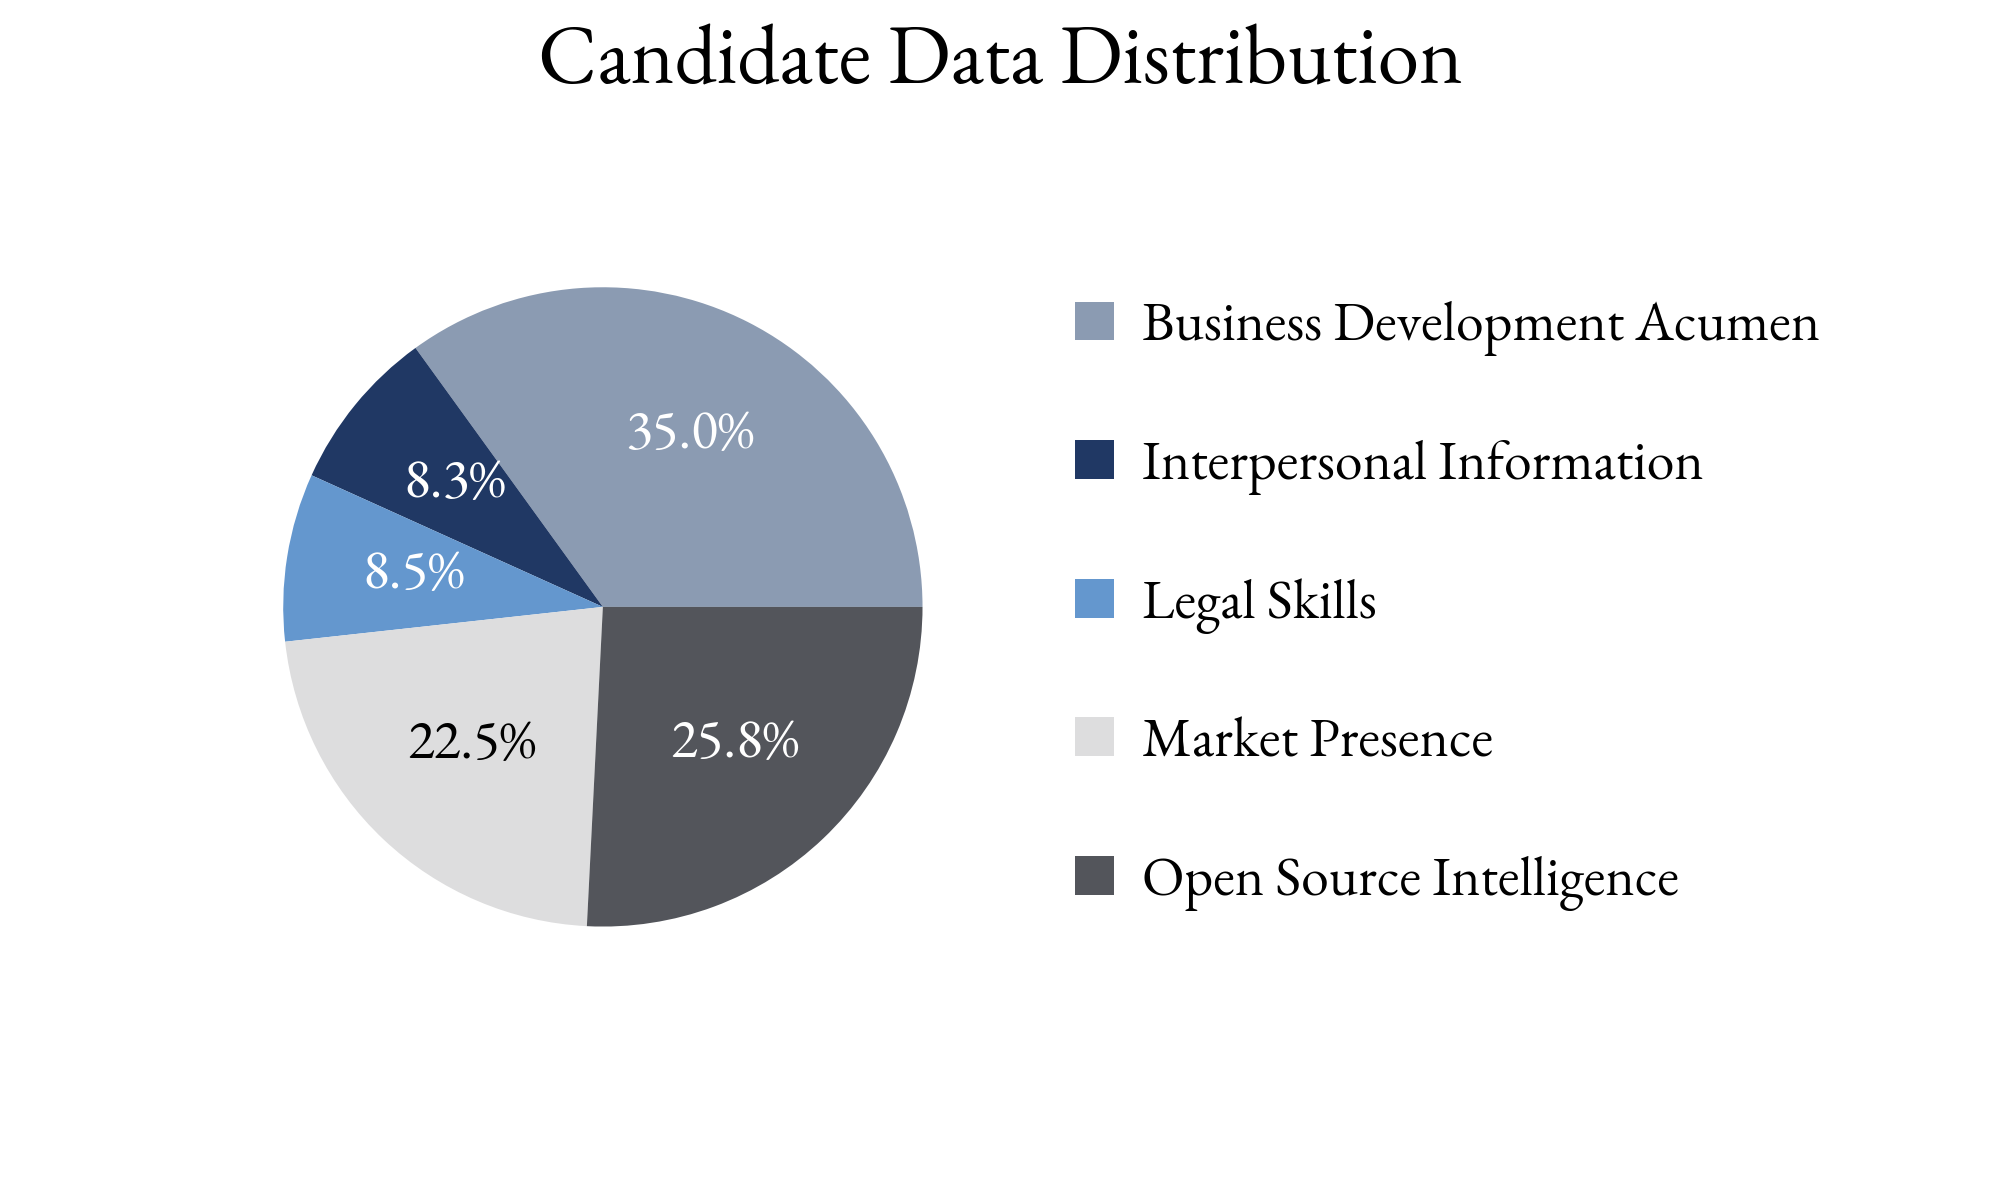 Candidate Data Distribution
35.0%
8.3%
8.5%
22.5%
25.8%
Business Development Acumen
Interpersonal Information
Legal Skills
Market Presence
Open Source Intelligence